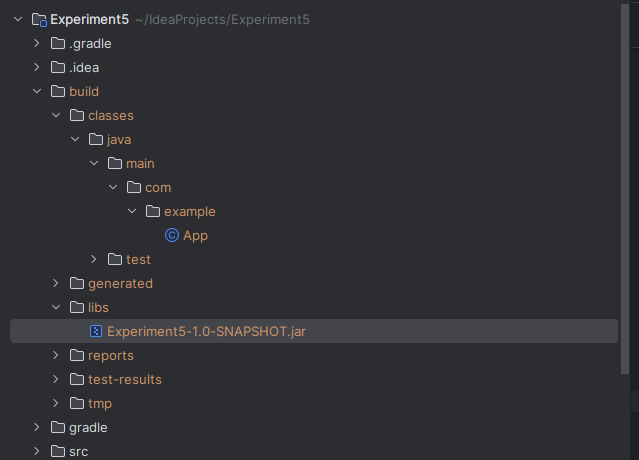 Experiment5 ~/IdeaProjects/Experiment5
.gradle
.idea
build
classes
java
main
com
example
App
test
generated
libs
Experiment5-1.0-SNAPSHOT.jar
reports
test-results
tmp
gradle
src